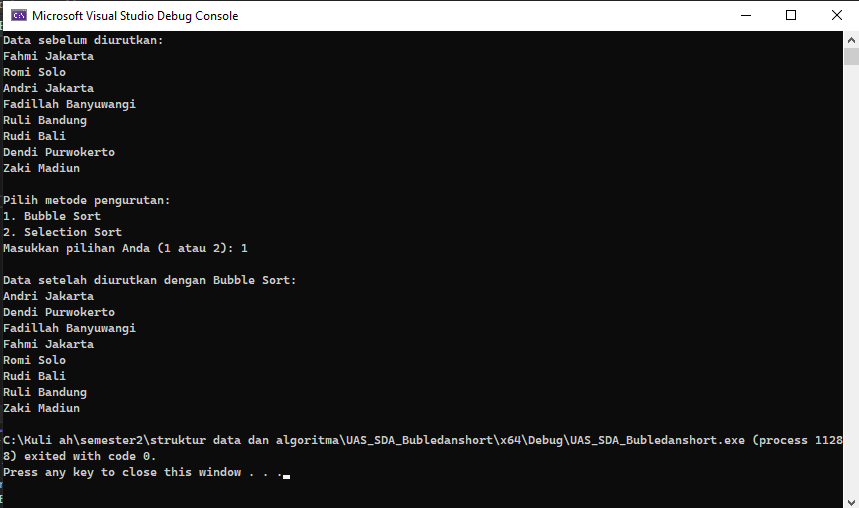 Microsoft Visual Studio Debug Console
Data sebelum diurutkan:
Fahmi Jakarta
Romi Solo
Andri Jakarta
Fadillah Banyuwangi
Ruli Bandung
Rudi Bali
Dendi Purwokerto
Zaki Madiun
Pilih metode pengurutan:
1. Bubble Sort
2. Selection Sort
Masukkan pilihan Anda (1 atau 2): 1
Data setelah diurutkan dengan Bubble Sort:
Andri Jakarta
Dendi Purwokerto
Fadillah Banyuwangi
Fahmi Jakarta
Romi Solo
Rudi Bali
Ruli Bandung
Zaki Madiun
C:\Kuli ah\semester2\struktur data dan algoritma\UAS_SDA_Bubledanshort\x64\Debug\UAS_SDA_Bubledanshort.exe (process 1128
8) exited with code 0.
Press any key to close this window . . .